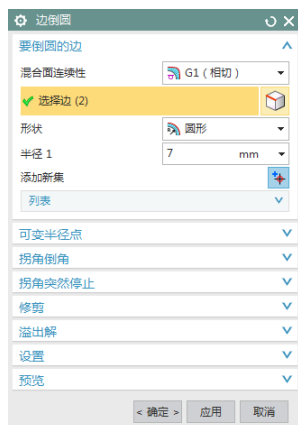 边倒圆
要倒圆的边
混合面连续性 G1 ( 相切 )
选择边 (2)
形状 圆形
半径 1 7 mm
添加新集
列表
可变半径点
拐角倒角
拐角突然停止
修剪
溢出解
设置
预览
< 确定 > 应用 取消